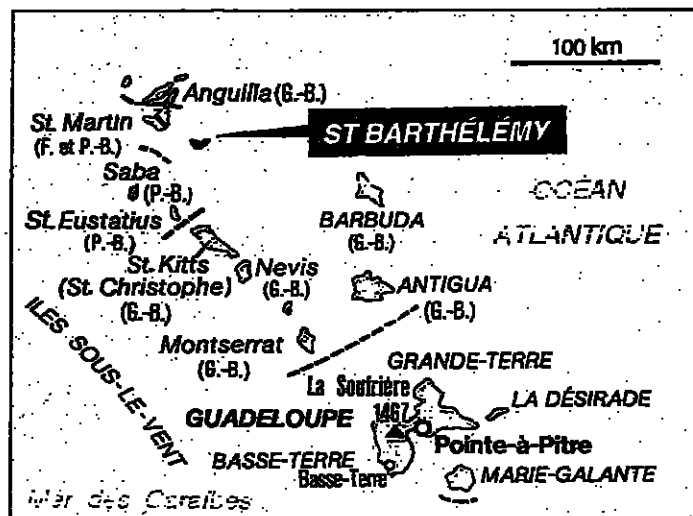 100 km
Anguilla (G.-B.)
St. Martin
(F. et P.-B.)
ST BARTHÉLÉMY
Saba
(P.-B.)
St. Eustatius
(P.-B.)
BARBUDA
(G.-B.)
OCÉAN
ATLANTIQUE
St. Kitts
(St. Christophe)
(G.-B.)
Nevis
(G.-B.)
ANTIGUA
(G.-B.)
Montserrat
(G.-B.)
ILES SOUS-LE-VENT
GRANDE-TERRE
La Soufrière
1467
LA DÉSIRADE
GUADELOUPE
Pointe-à-Pitre
BASSE-TERRE
Basse-Terre
MARIE-GALANTE
Mer des Caraïbes